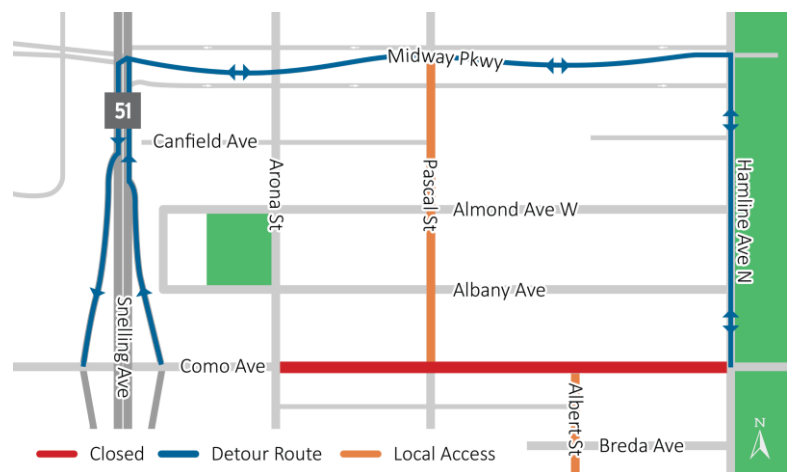 Midway Pkwy
51
Canfield Ave
Arona St
Pascal St
Hamline Ave N
Almond Ave W
Albany Ave
Snelling Ave
Como Ave
Albert St
Breda Ave
N
Closed
Detour Route
Local Access